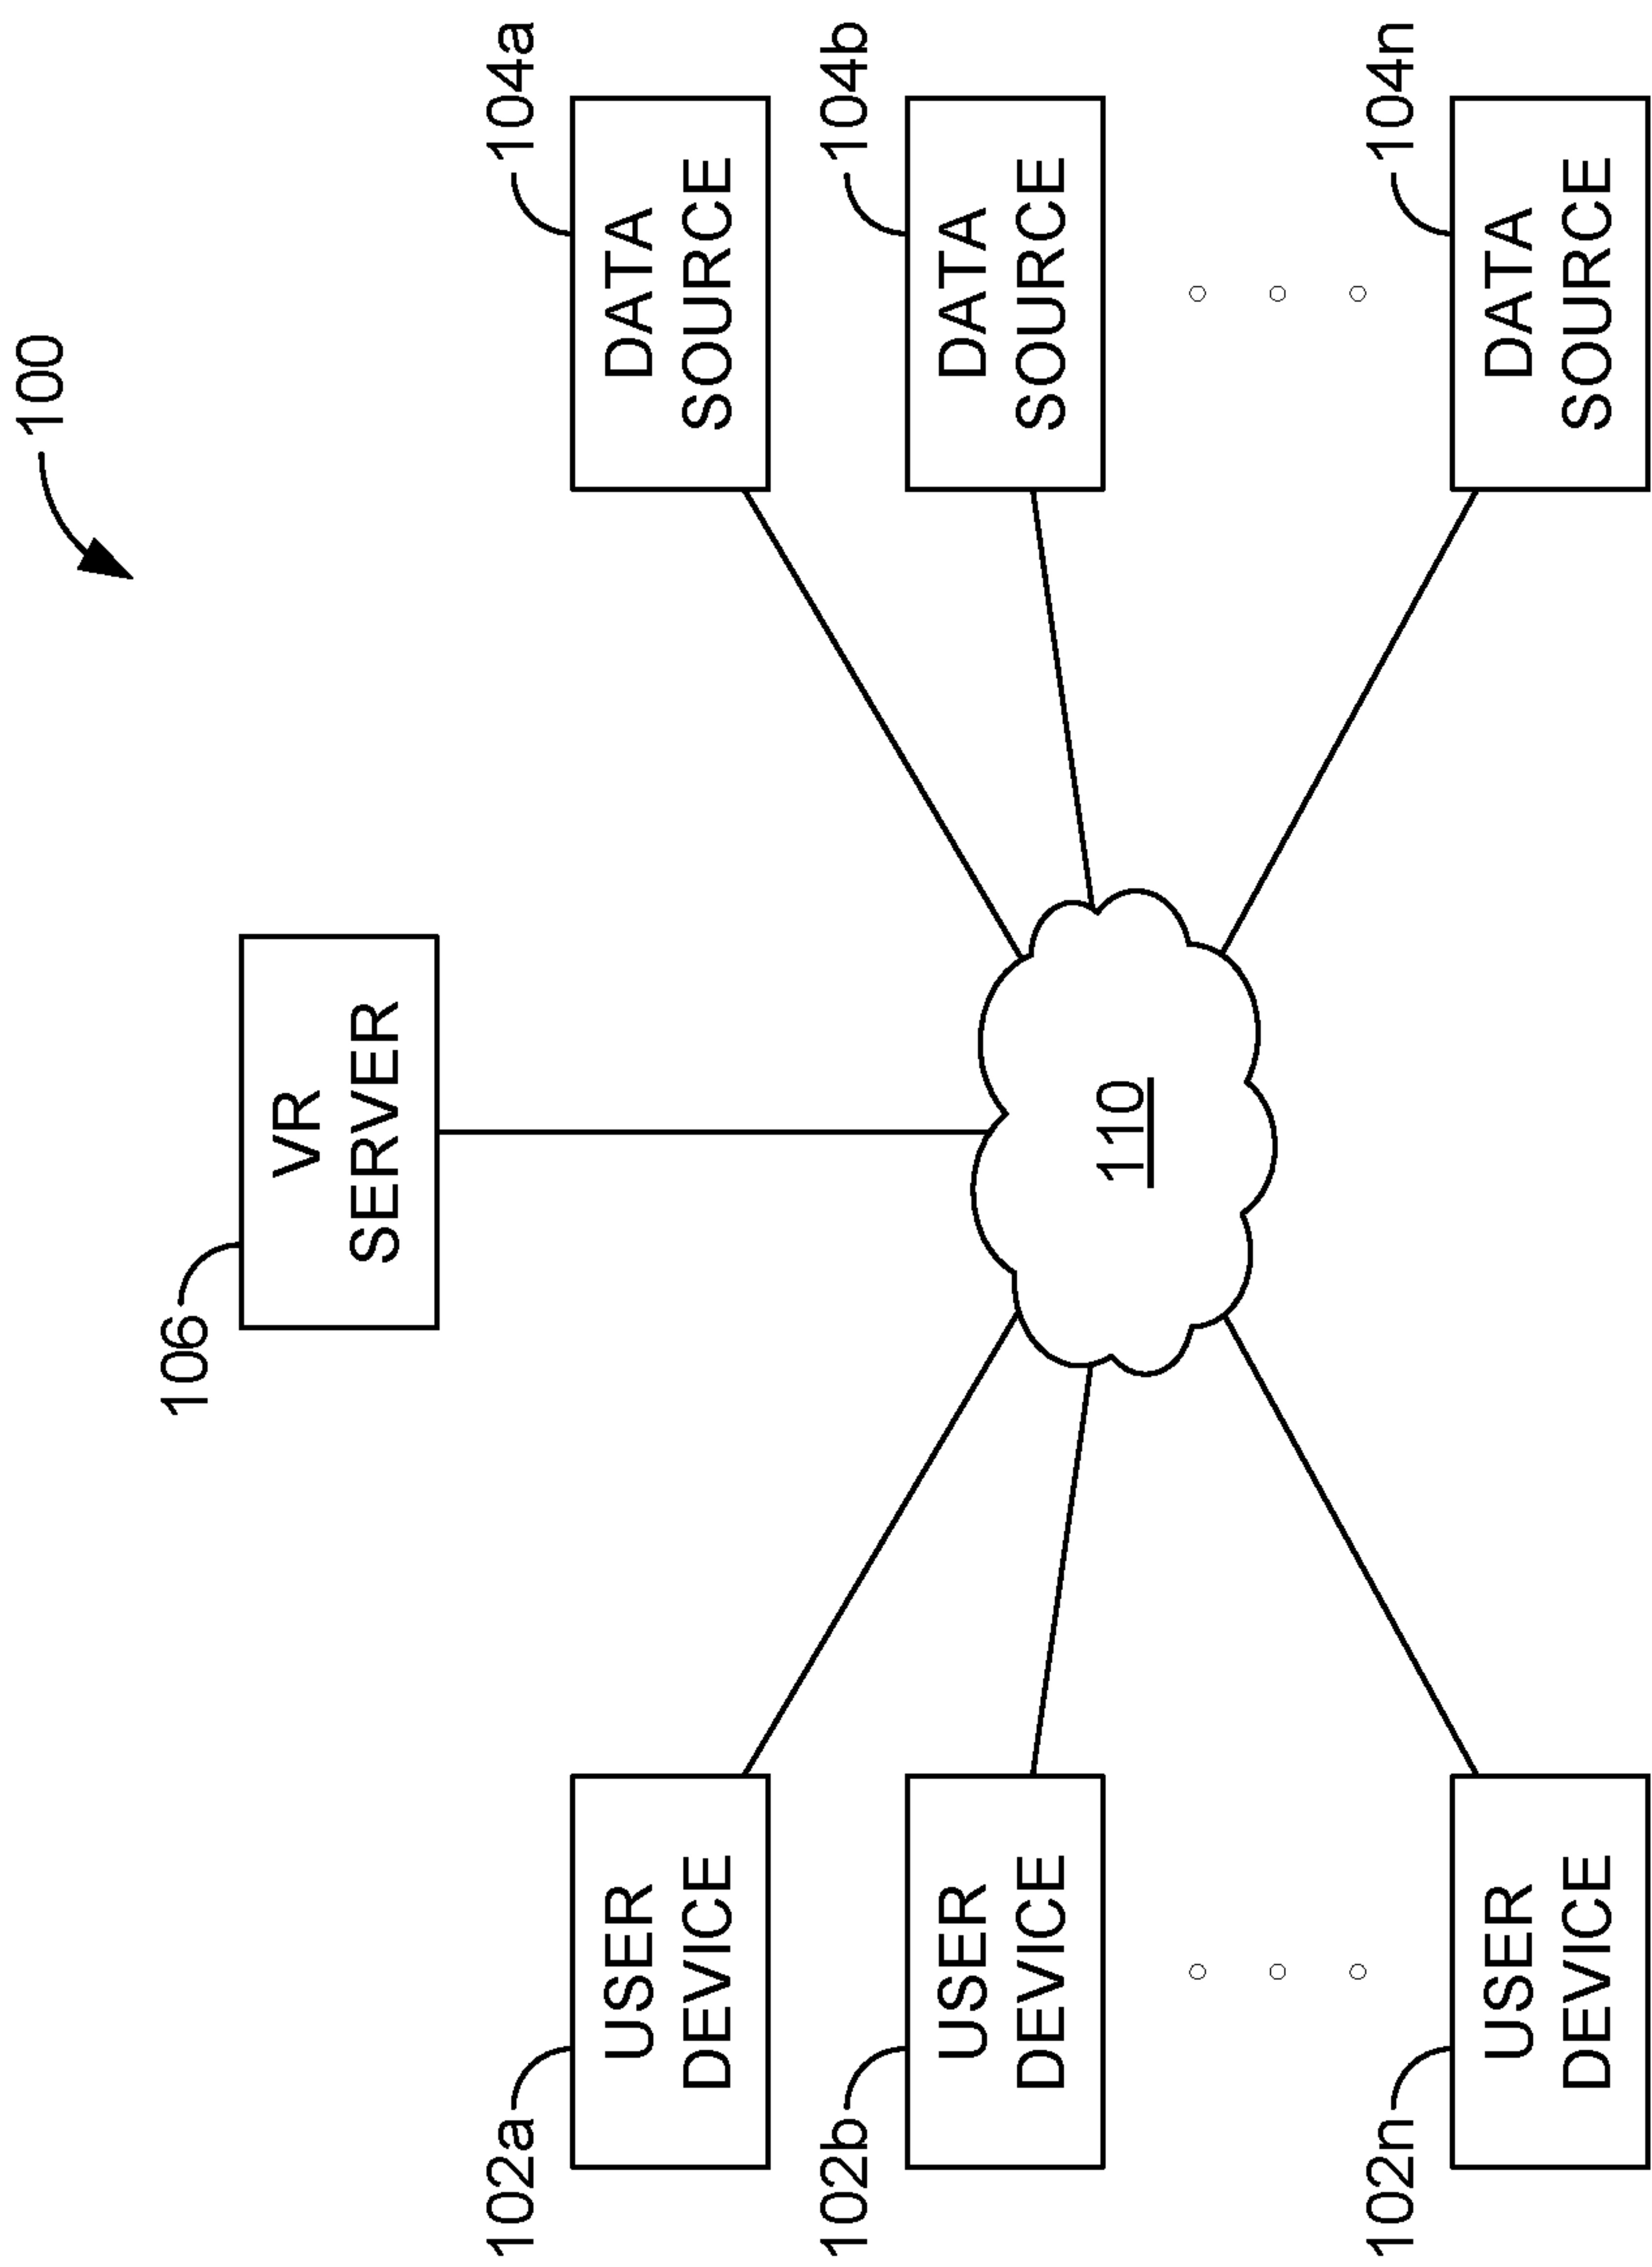 100
106
VR
SERVER
102a
USER
DEVICE
104a
DATA
SOURCE
102b
USER
DEVICE
104b
DATA
SOURCE
110
102n
USER
DEVICE
104n
DATA
SOURCE